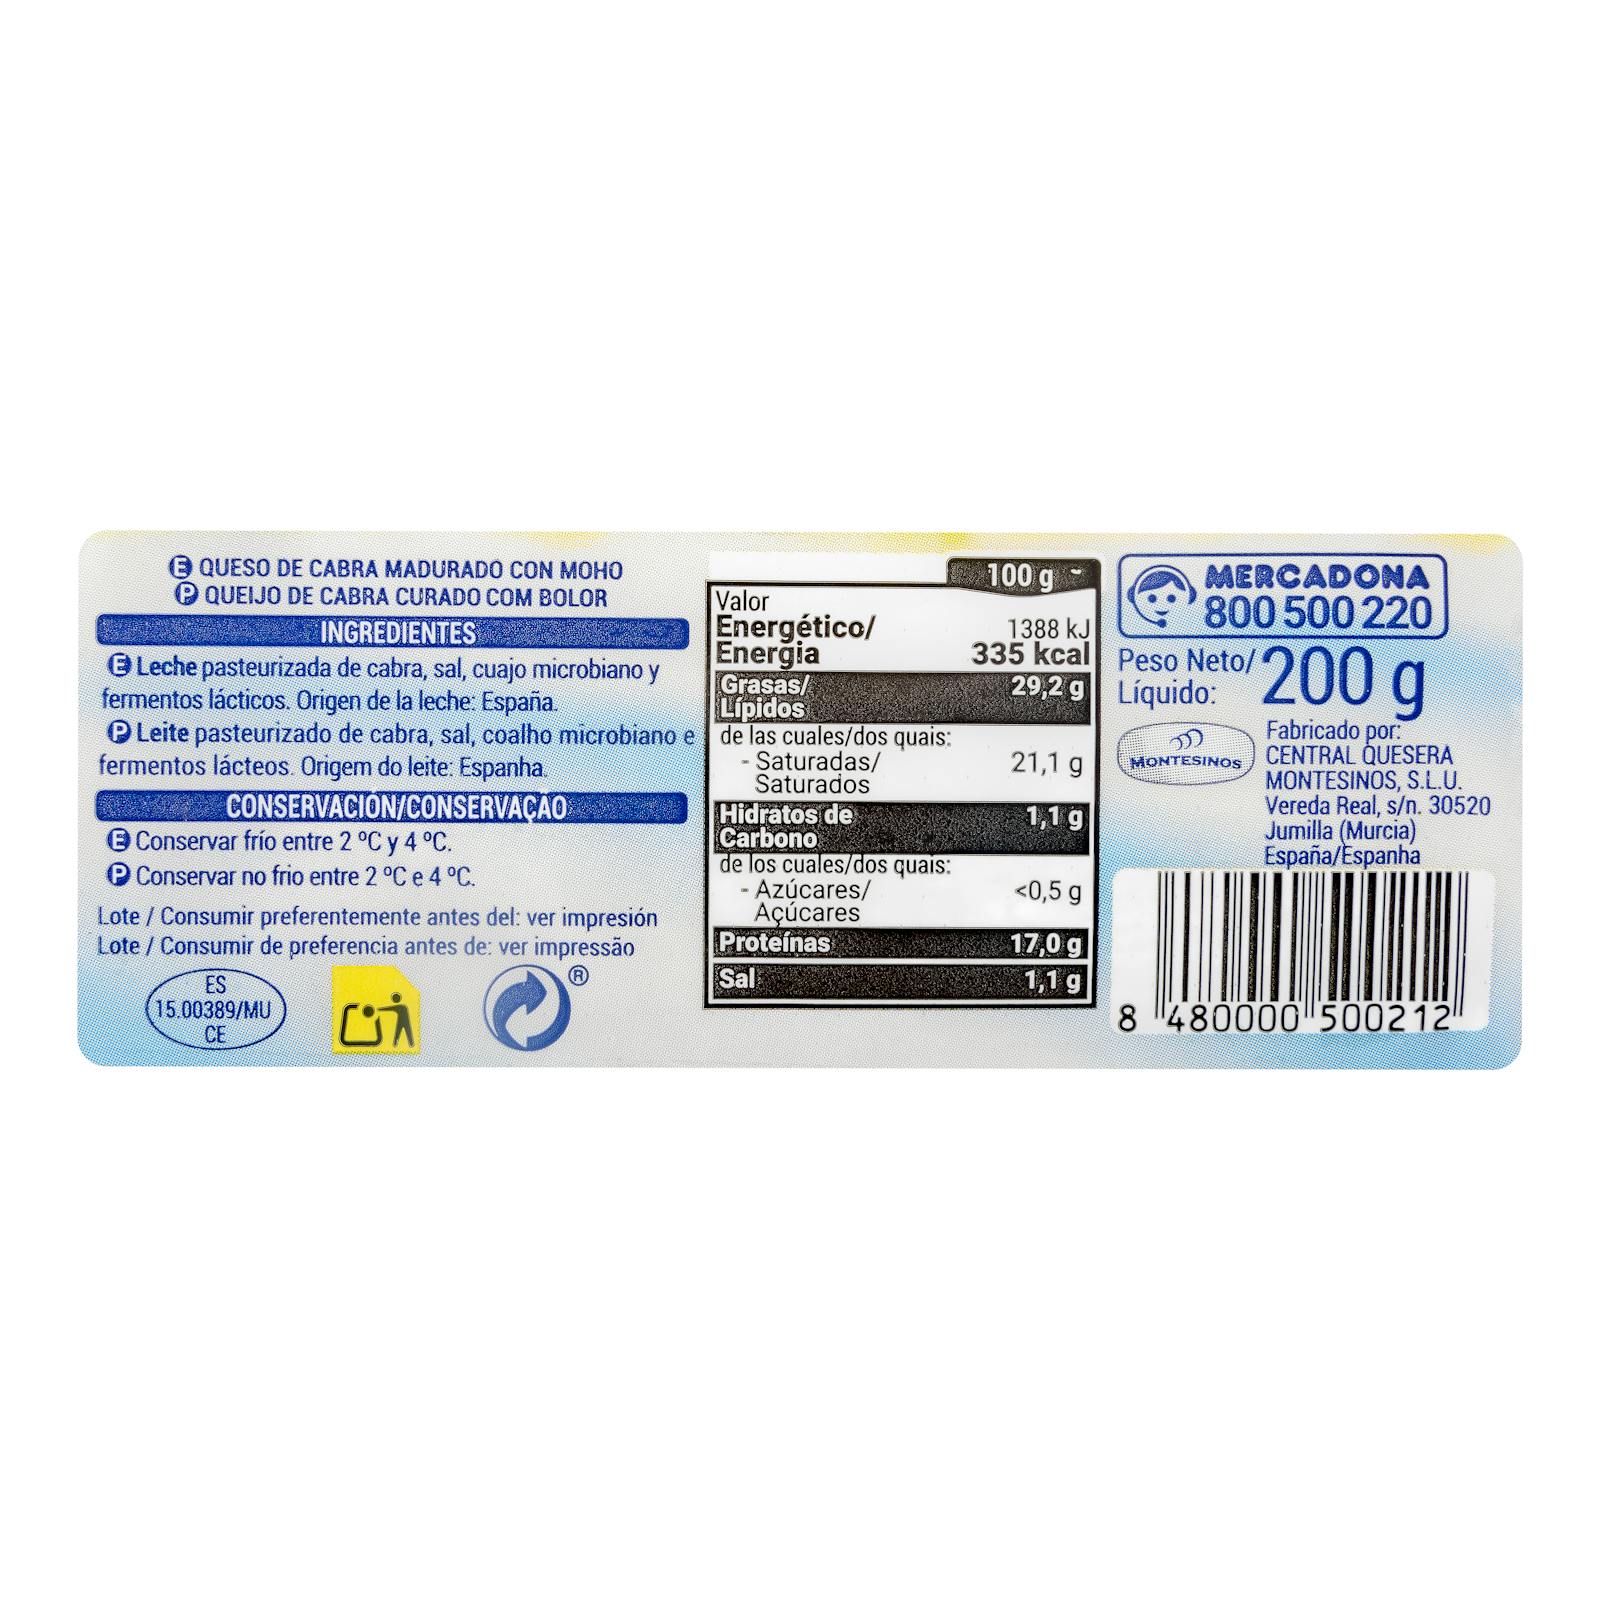 E QUESO DE CABRA MADURADO CON MOHO
P QUEIJO DE CABRA CURADO COM BOLOR
INGREDIENTES
E Leche pasteurizada de cabra, sal, cuajo microbiano y
fermentos lácticos. Origen de la leche: España.
P Leite pasteurizado de cabra, sal, coalho microbiano e
fermentos lácteos. Origem do leite: Espanha.
CONSERVACIÓN/CONSERVAÇÃO
E Conservar frío entre 2 ºC y 4 ºC.
P Conservar no frio entre 2 ºC e 4 ºC.
Lote / Consumir preferentemente antes del: ver impresión
Lote / Consumir de preferencia antes de: ver impressão
ES
15.00389/MU
CE
®
100 g
Valor
Energético/ 1388 kJ
Energia 335 kcal
Grasas/ 29,2 g
Lípidos
de las cuales/dos quais:
- Saturadas/ 21,1 g
Saturados
Hidratos de 1,1 g
Carbono
de los cuales/dos quais:
- Azúcares/ <0,5 g
Açúcares
Proteínas 17,0 g
Sal 1,1 g
MERCADONA
800 500 220
Peso Neto/ 200 g
Líquido:
MONTESINOS
Fabricado por:
CENTRAL QUESERA
MONTESINOS, S.L.U.
Vereda Real, s/n. 30520
Jumilla (Murcia)
España/Espanha
8 480000 500212